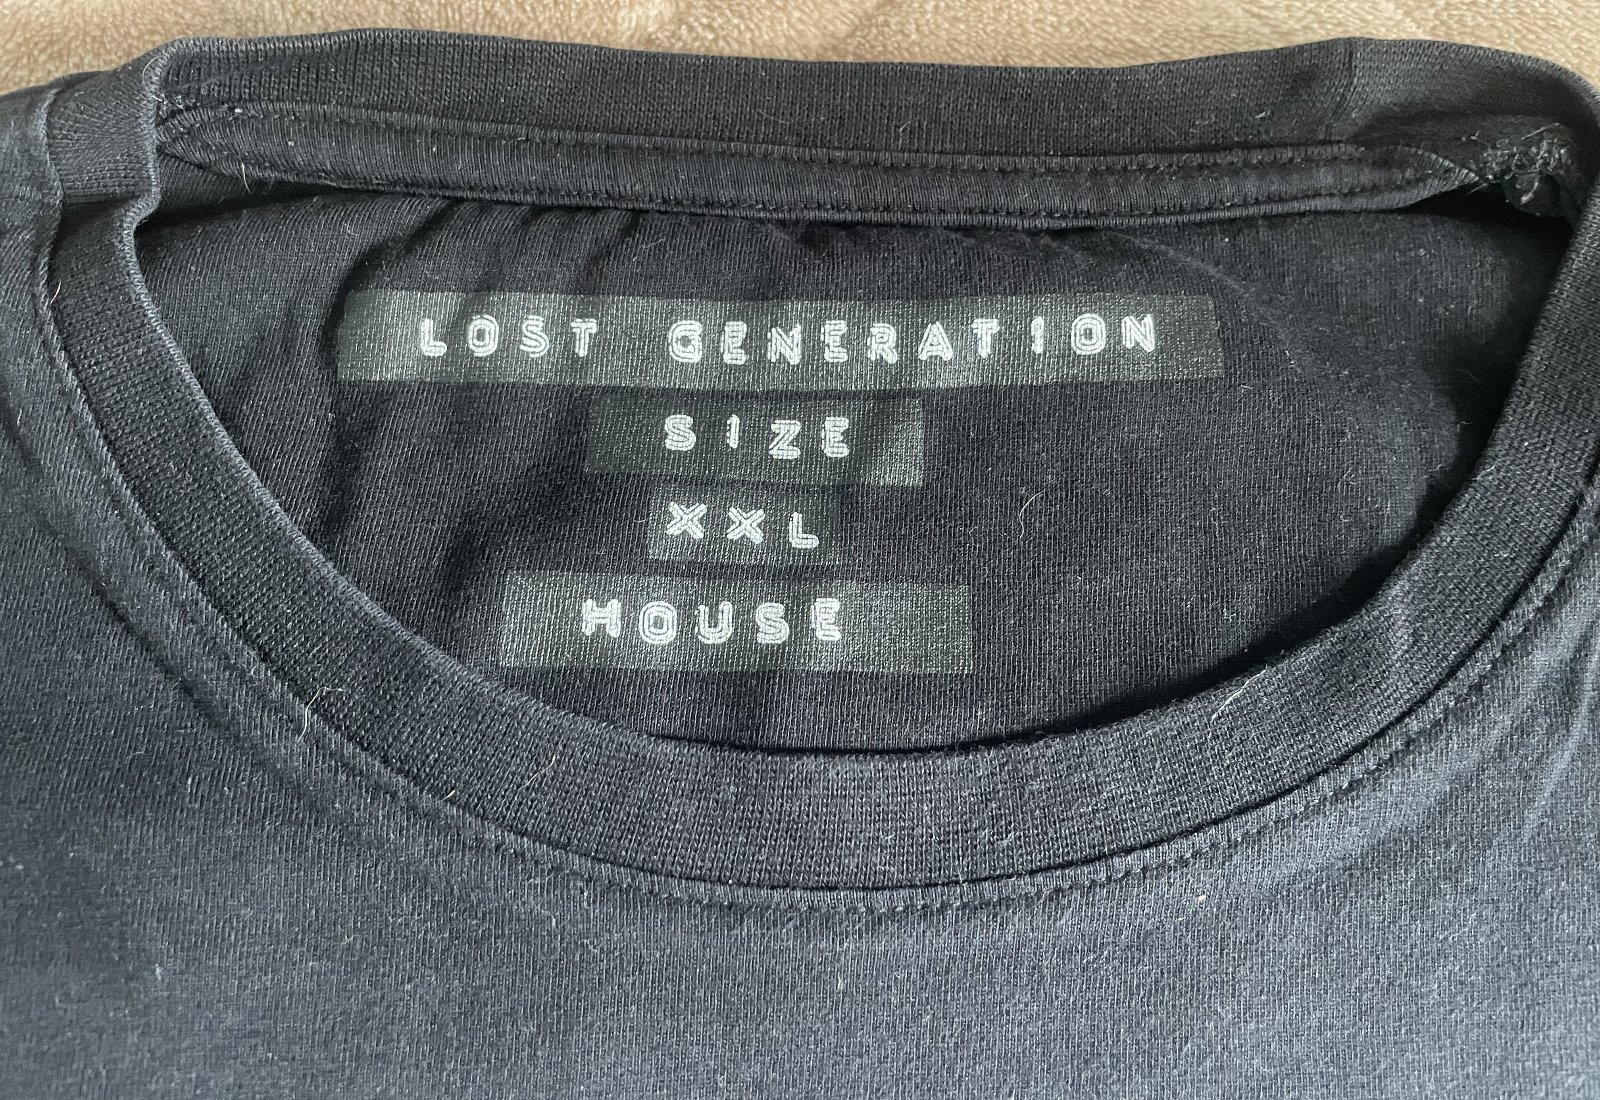 LOST GENERATION
SIZE
XXL
HOUSE